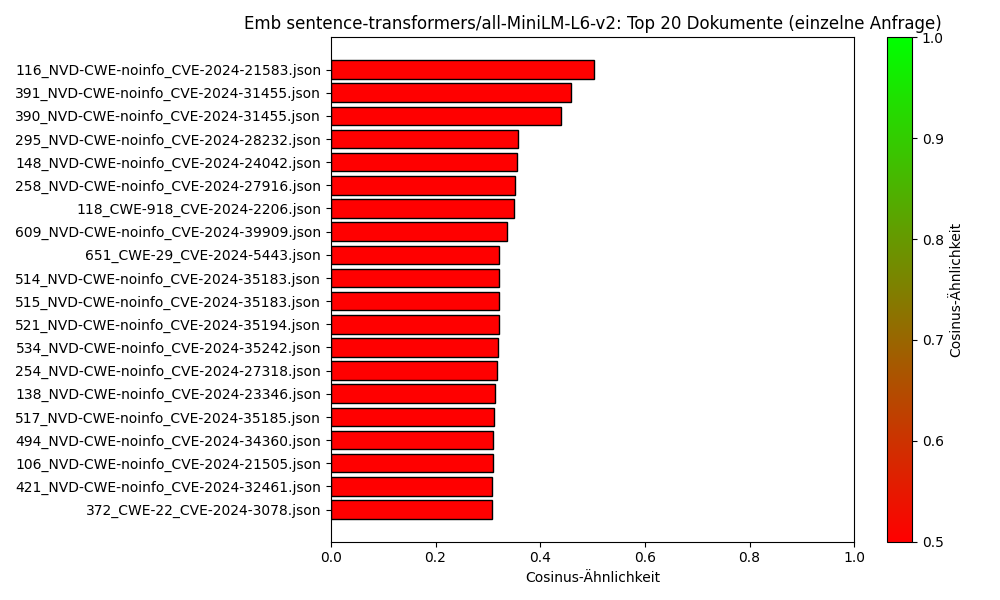 Emb sentence-transformers/all-MiniLM-L6-v2: Top 20 Dokumente (einzelne Anfrage)
116_NVD-CWE-noinfo_CVE-2024-21583.json
391_NVD-CWE-noinfo_CVE-2024-31455.json
390_NVD-CWE-noinfo_CVE-2024-31455.json
295_NVD-CWE-noinfo_CVE-2024-28232.json
148_NVD-CWE-noinfo_CVE-2024-24042.json
258_NVD-CWE-noinfo_CVE-2024-27916.json
118_CWE-918_CVE-2024-2206.json
609_NVD-CWE-noinfo_CVE-2024-39909.json
651_CWE-29_CVE-2024-5443.json
514_NVD-CWE-noinfo_CVE-2024-35183.json
515_NVD-CWE-noinfo_CVE-2024-35183.json
521_NVD-CWE-noinfo_CVE-2024-35194.json
534_NVD-CWE-noinfo_CVE-2024-35242.json
254_NVD-CWE-noinfo_CVE-2024-27318.json
138_NVD-CWE-noinfo_CVE-2024-23346.json
517_NVD-CWE-noinfo_CVE-2024-35185.json
494_NVD-CWE-noinfo_CVE-2024-34360.json
106_NVD-CWE-noinfo_CVE-2024-21505.json
421_NVD-CWE-noinfo_CVE-2024-32461.json
372_CWE-22_CVE-2024-3078.json
0.0 0.2 0.4 0.6 0.8 1.0
Cosinus-Ähnlichkeit
1.0
0.9
0.8
0.7
0.6
0.5
Cosinus-Ähnlichkeit